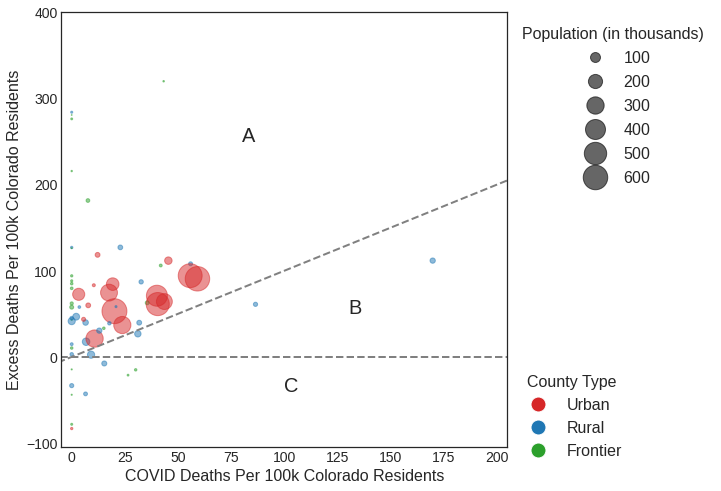 400
300
200
100
0
−100
Excess Deaths Per 100k Colorado Residents
A
B
C
0 25 50 75 100 125 150 175 200
COVID Deaths Per 100k Colorado Residents
Population (in thousands)
100
200
300
400
500
600
County Type
Urban
Rural
Frontier